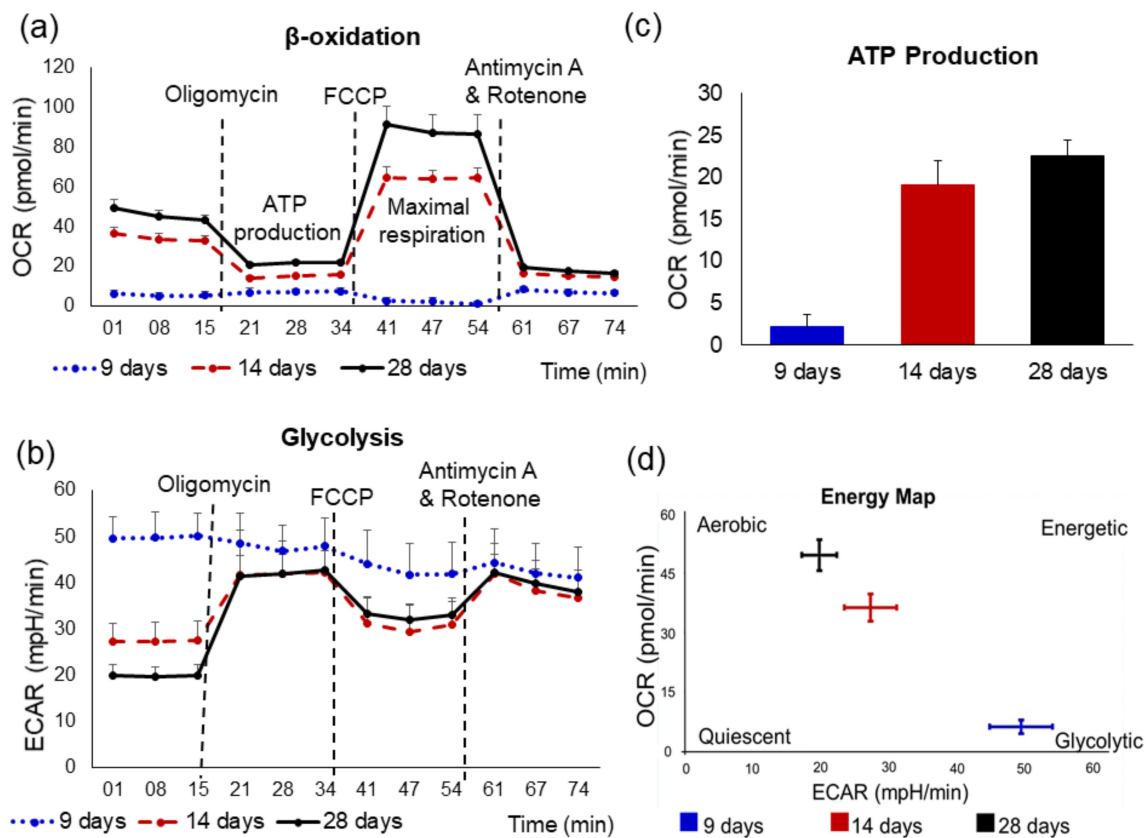 (a)
β-oxidation
OCR (pmol/min)
120
100
80
60
40
20
0
Oligomycin
FCCP
Antimycin A
& Rotenone
ATP
production
Maximal
respiration
01 08 15 21 28 34 41 47 54 61 67 74
9 days 14 days 28 days Time (min)
(c)
ATP Production
OCR (pmol/min)
30
25
20
15
10
5
0
9 days 14 days 28 days
(b)
Glycolysis
ECAR (mpH/min)
60
50
40
30
20
10
0
Oligomycin
FCCP
Antimycin A
& Rotenone
01 08 15 21 28 34 41 47 54 61 67 74
9 days 14 days 28 days Time (min)
(d)
Energy Map
OCR (pmol/min)
60
45
30
15
0
Aerobic Energetic
Quiescent Glycolytic
0 10 20 30 40 50 60
ECAR (mpH/min)
9 days 14 days 28 days